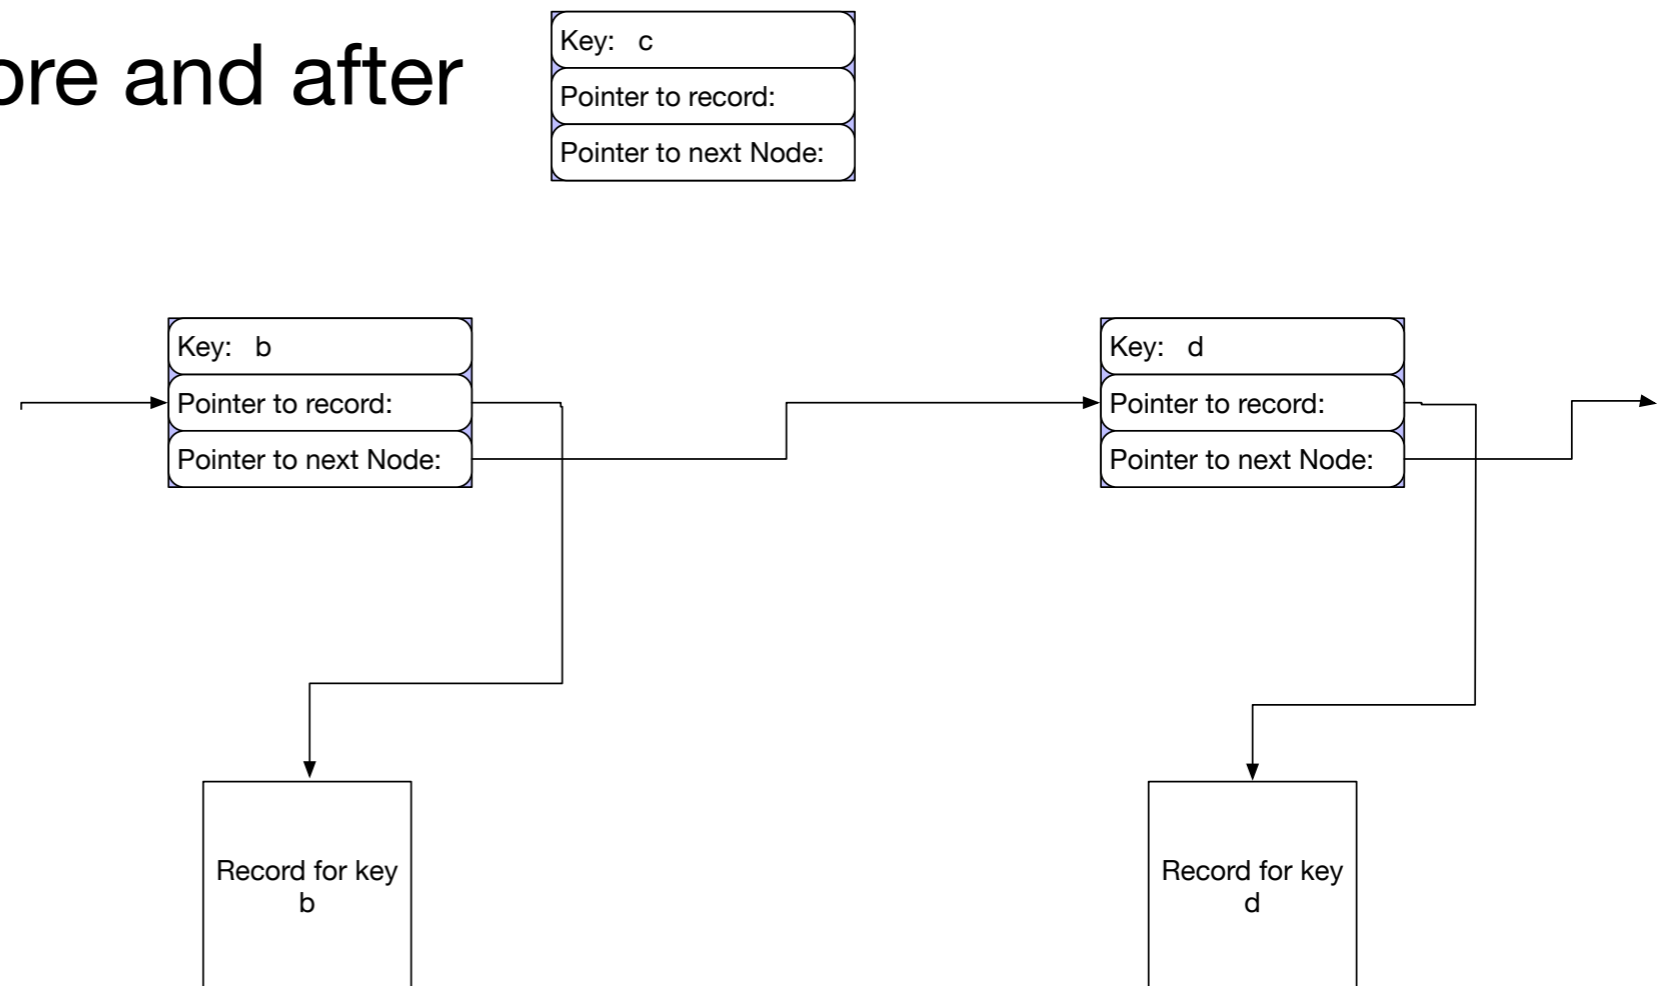 ore and after
Key: c
Pointer to record:
Pointer to next Node:
Key: b
Pointer to record:
Pointer to next Node:
Key: d
Pointer to record:
Pointer to next Node:
Record for key
b
Record for key
d